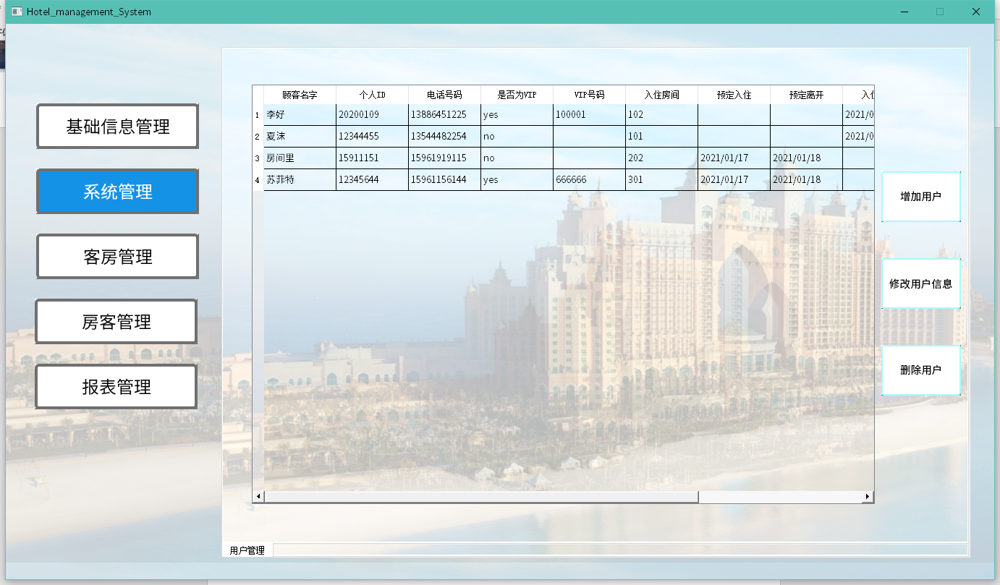 Hotel_management_System
基础信息管理
系统管理
客房管理
房客管理
报表管理
顾客名字 个人ID 电话号码 是否为VIP VIP号码 入住房间 预定入住 预定离开 入住
1 李好 20200109 13886451225 yes 100001 102 2021/0
2 夏沫 12344455 13544482254 no 101 2021/0
3 房间里 15911151 15961919115 no 202 2021/01/17 2021/01/18
4 苏菲特 12345644 15961156144 yes 666666 301 2021/01/17 2021/01/18
增加用户
修改用户信息
删除用户
用户管理